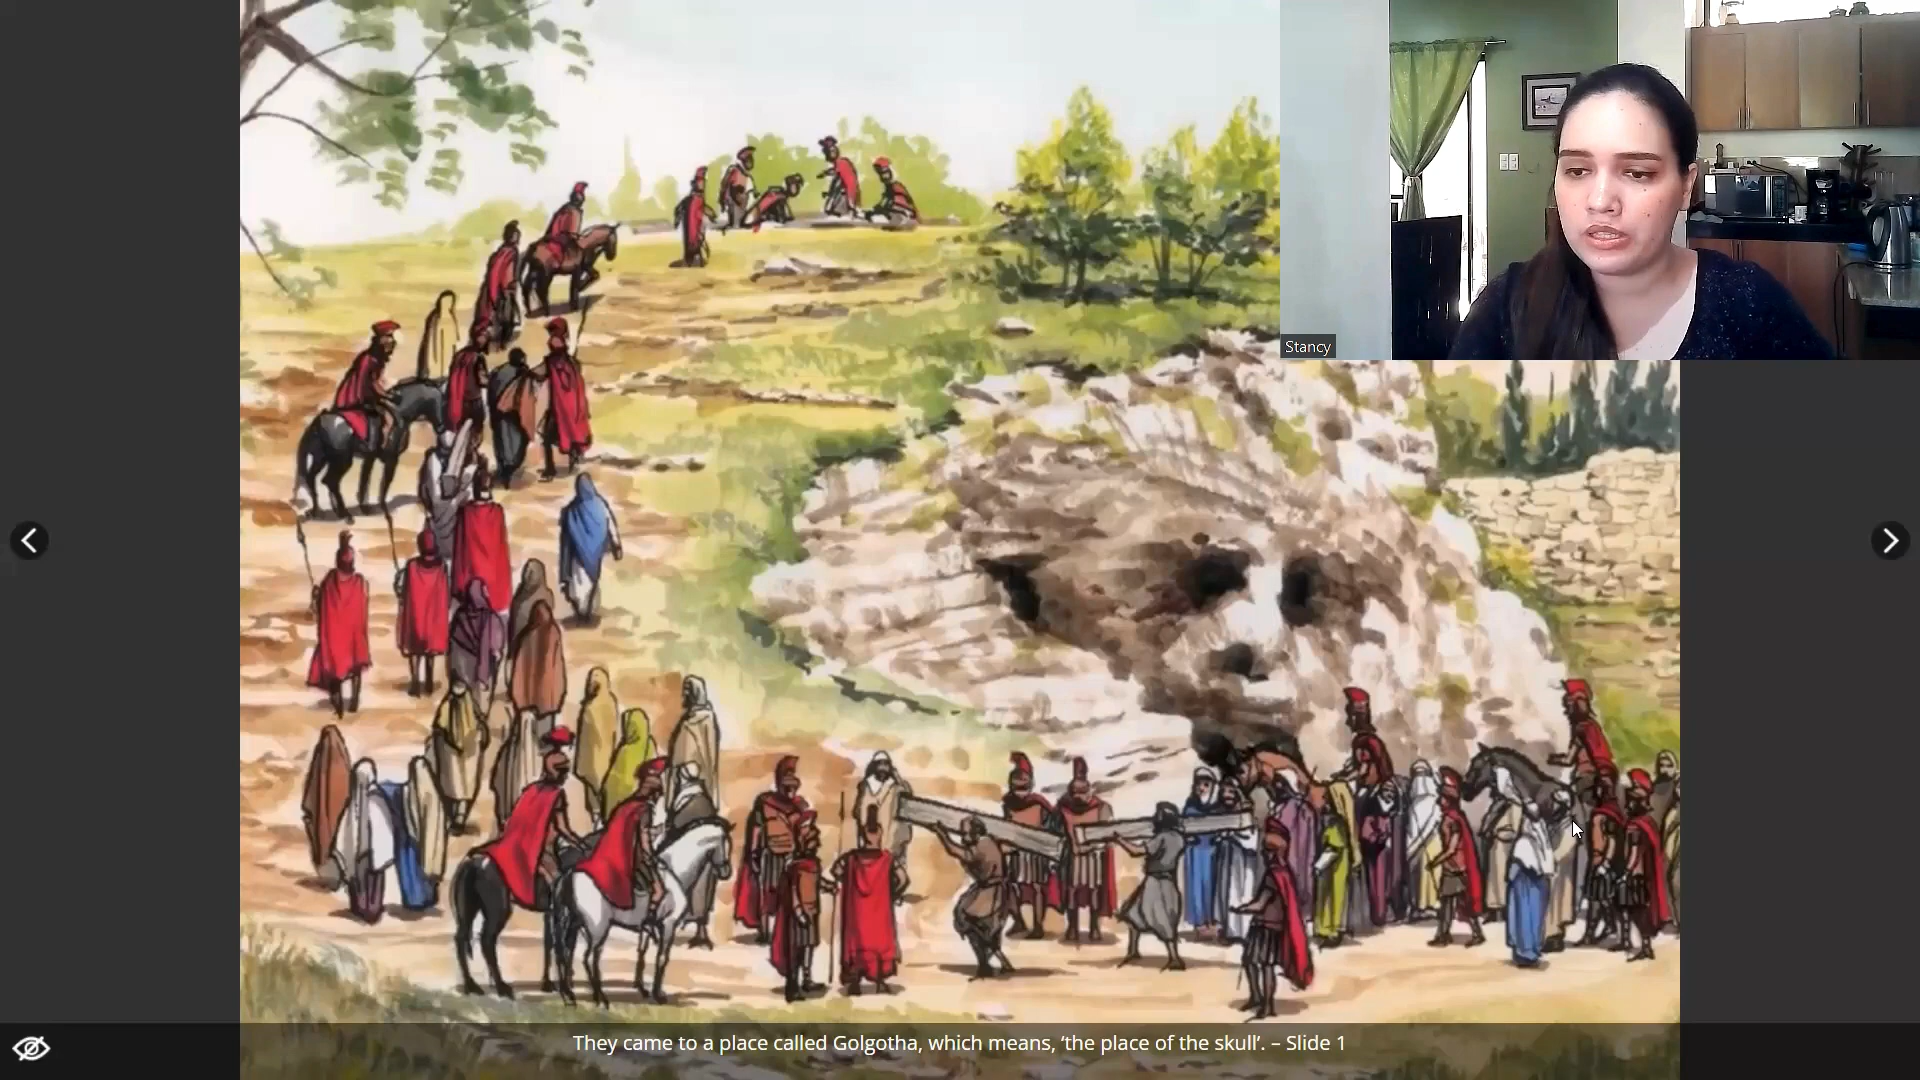 Stancy
They came to a place called Golgotha, which means, ‘the place of the skull’. – Slide 1